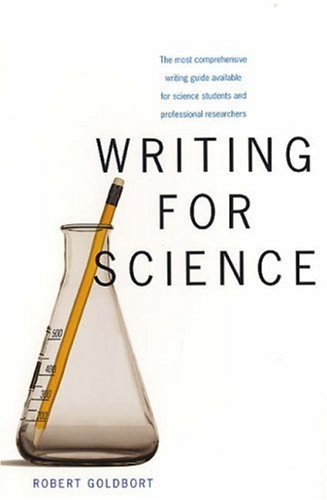 The most comprehensive
writing guide available
for science students and
professional researchers
WRITING
FOR
SCIENCE
500
400
300
200
ROBERT GOLDBORT